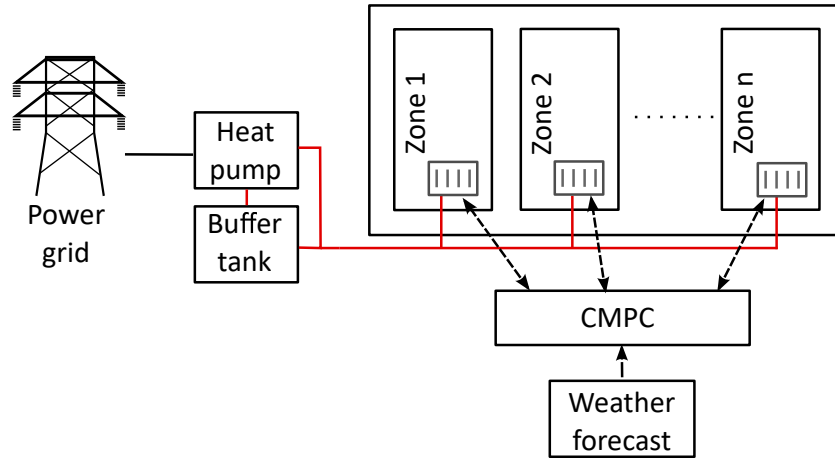 Zone 1
Zone 2
Zone n
Heat
pump
Power
grid
Buffer
tank
CMPC
Weather
forecast